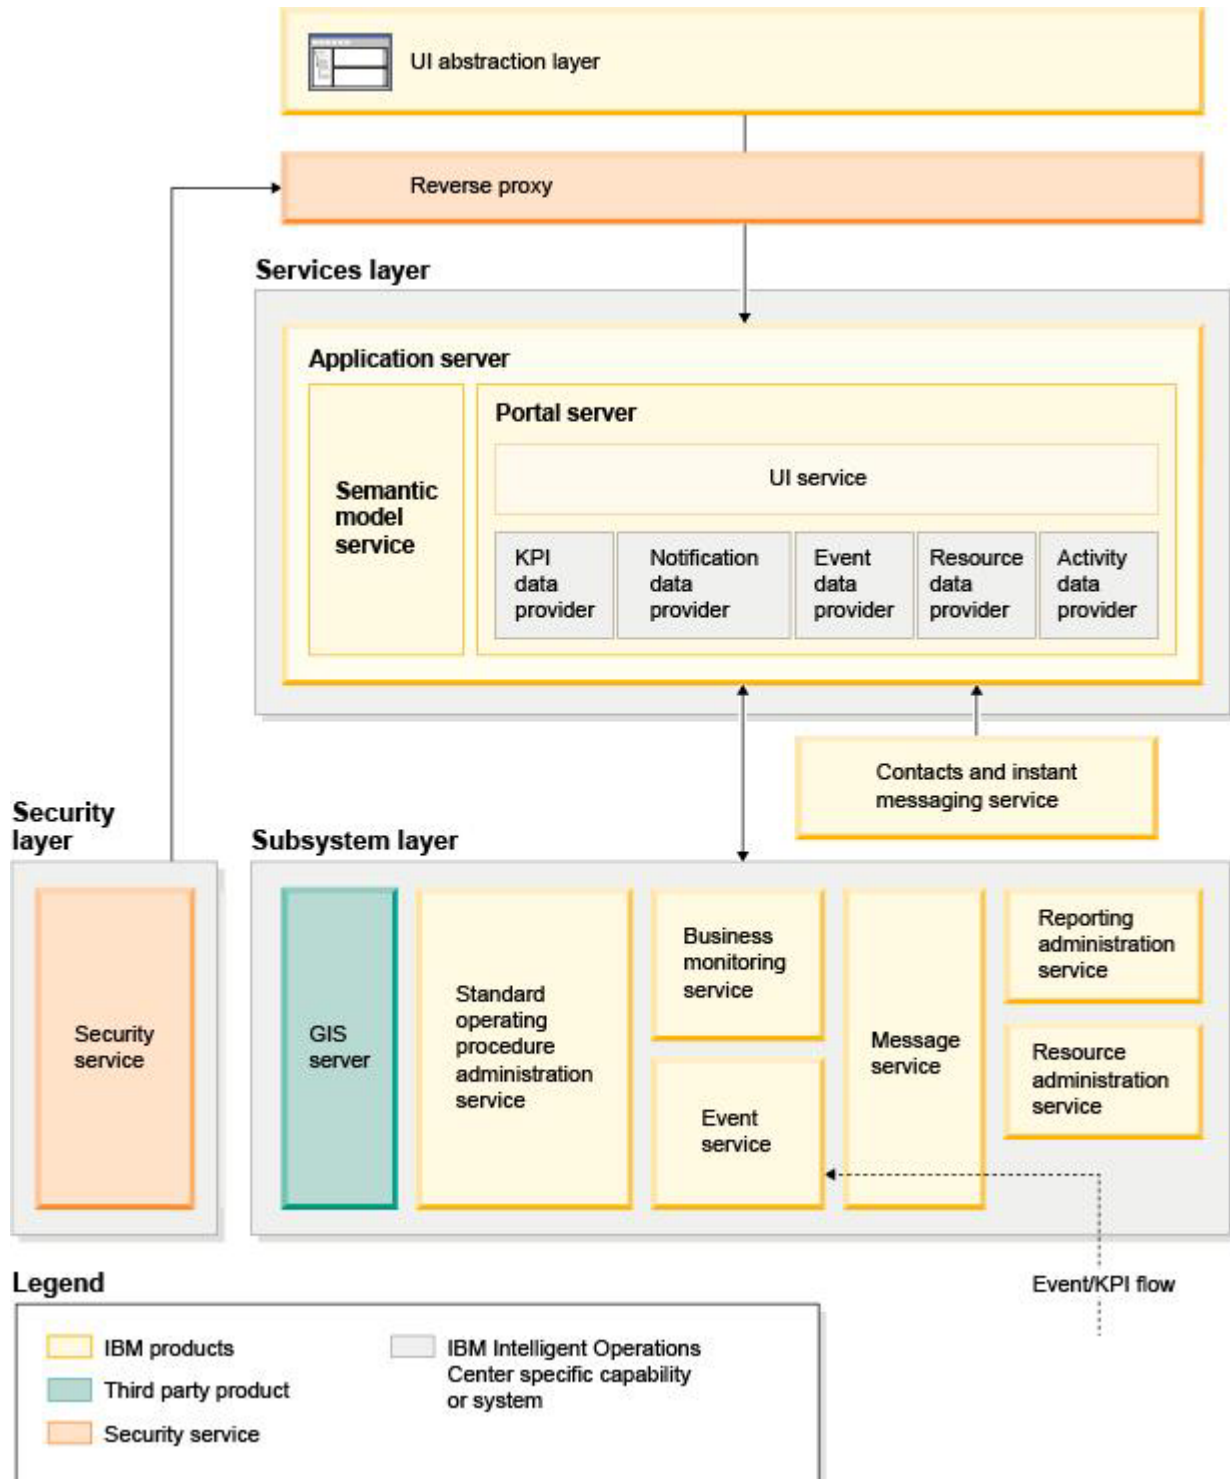 UI abstraction layer
Reverse proxy
Services layer
Application server
Portal server
UI service
Semantic
model
service
KPI
data
provider
Notification
data
provider
Event
data
provider
Resource
data
provider
Activity
data
provider
Contacts and instant
messaging service
Security
layer
Subsystem layer
Security
service
GIS
server
Standard
operating
procedure
administration
service
Business
monitoring
service
Event
service
Message
service
Reporting
administration
service
Resource
administration
service
Event/KPI flow
Legend
IBM products
Third party product
Security service
IBM Intelligent Operations
Center specific capability
or system